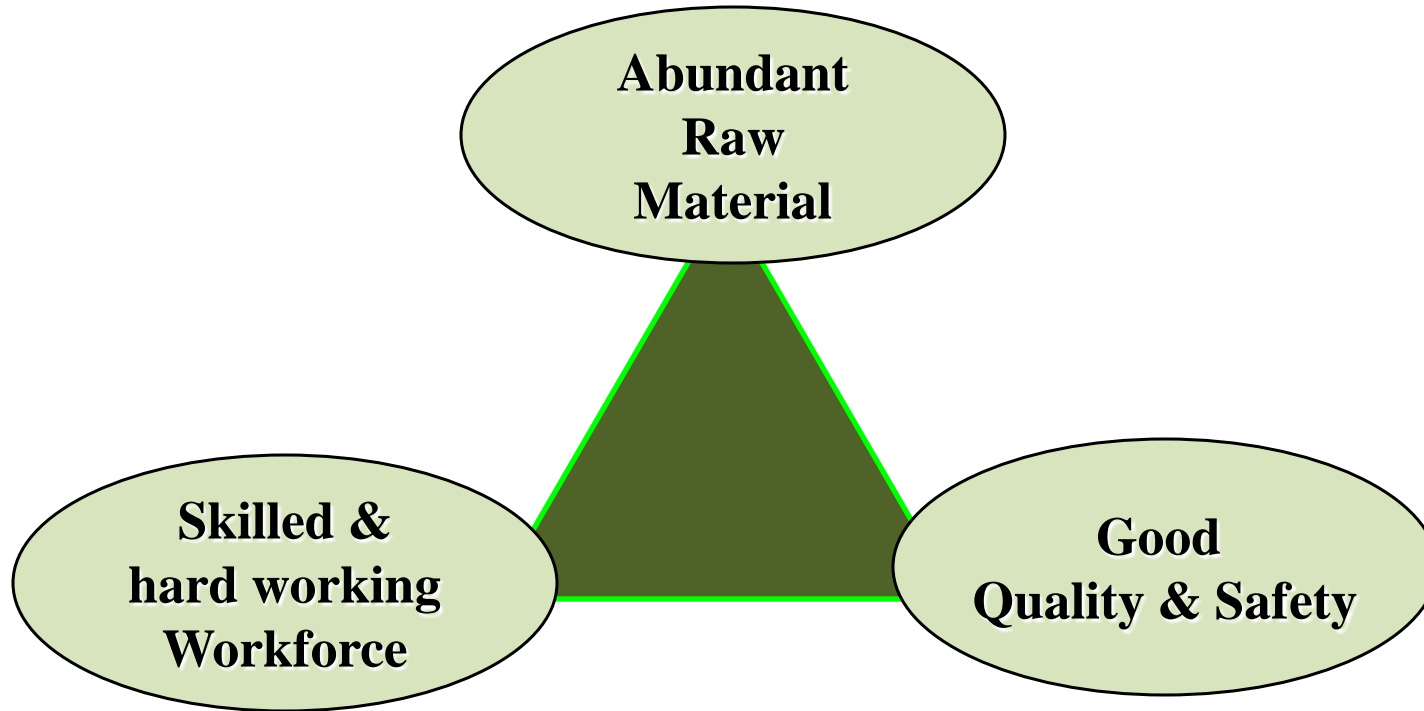 Abundant
Raw
Material
Skilled &
hard working
Workforce
Good
Quality & Safety